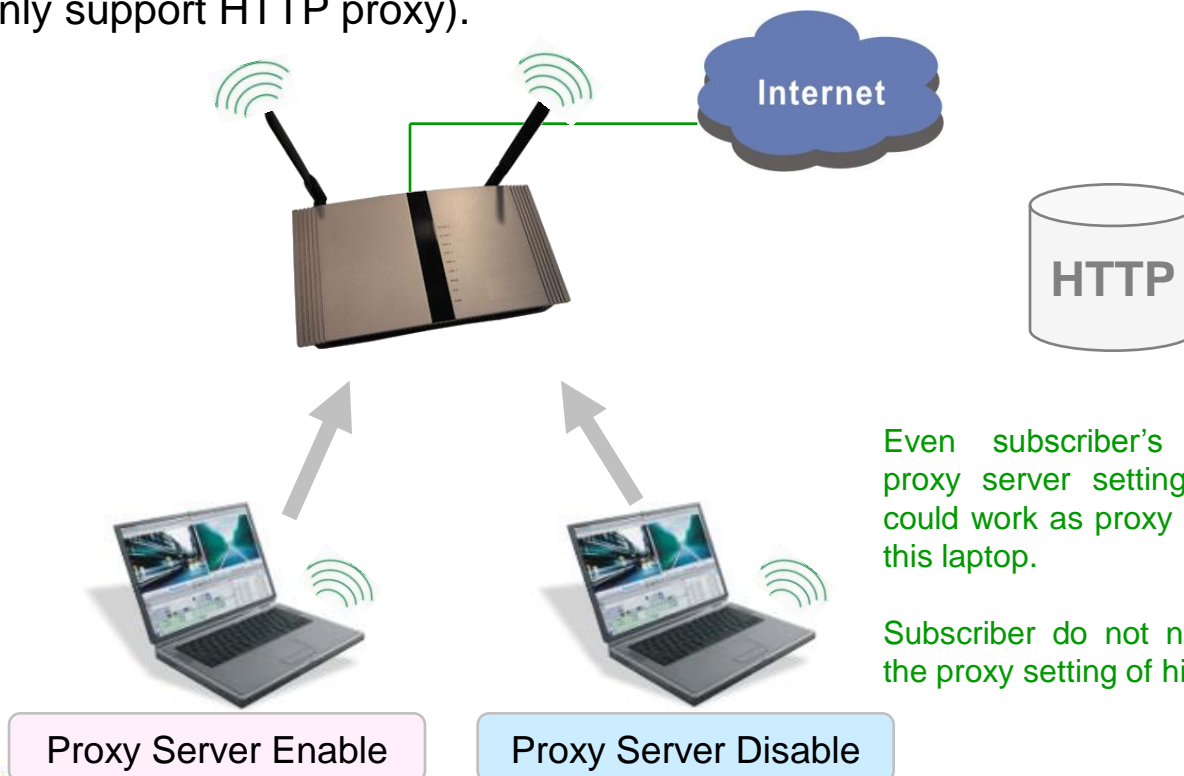 nly support HTTP proxy).
Internet
HTTP
Even subscriber's
proxy server setting
could work as proxy
this laptop.
Subscriber do not n
the proxy setting of hi
Proxy Server Enable
Proxy Server Disable